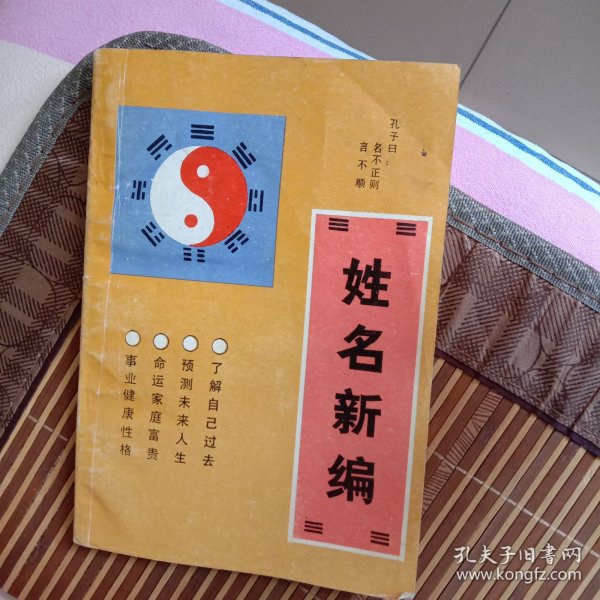 孔子曰：
名不正则
言不顺
姓名新编
了解自己过去
预测未来人生
命运家庭富贵
事业健康性格
孔夫子旧书网
www.kongfz.com